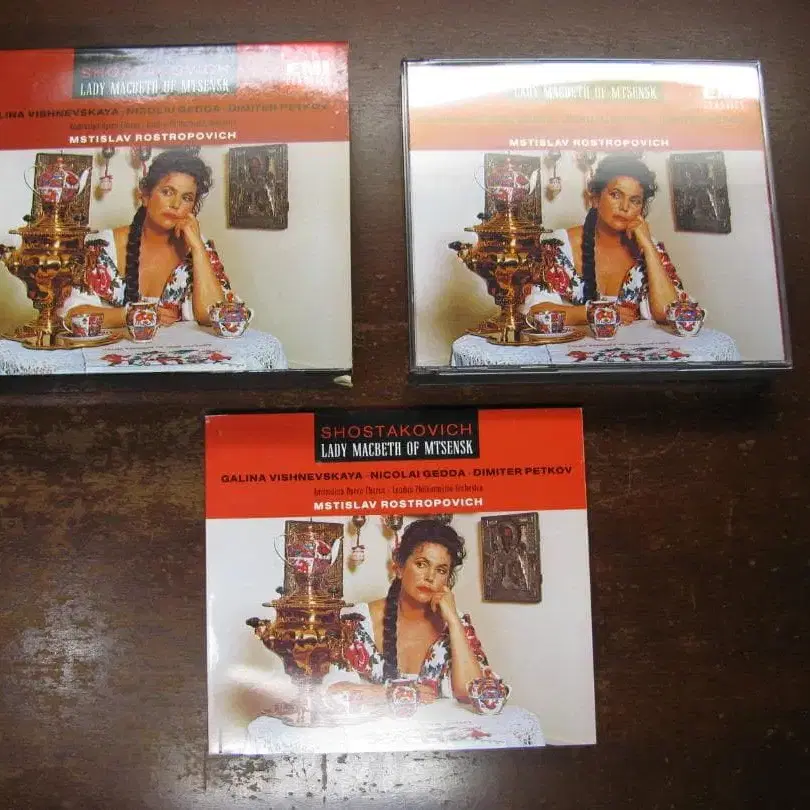 SHOSTAKOVICH
LADY MACBETH OF MTSENSK
EMI
LINA VISHNEVSKAYA · NICOLAI GEDDA · DIMITER PETKOV
MSTISLAV ROSTROPOVICH
LADY MACBETH OF MTSENSK
EMI
CLASSICS
MSTISLAV ROSTROPOVICH
SHOSTAKOVICH
LADY MACBETH OF MTSENSK
GALINA VISHNEVSKAYA · NICOLAI GEDDA · DIMITER PETKOV
Ambrosian Opera Chorus · London Philharmonic Orchestra
MSTISLAV ROSTROPOVICH